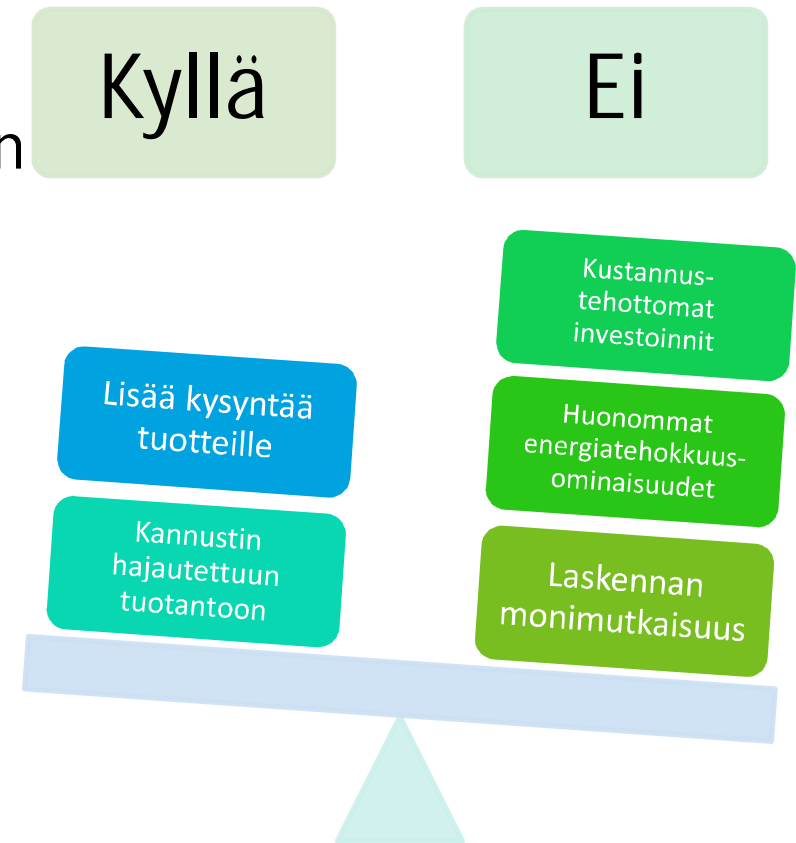 Kyllä
Ei
n
Kustannus-
tehottomat
investoinnit
Lisää kysyntää
tuotteille
Huonommat
energiatehokkuus-
ominaisuudet
Kannustin
hajautettuun
tuotantoon
Laskennan
monimutkaisuus